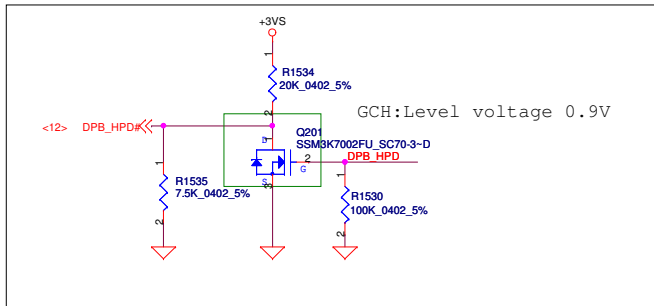 +3VS
1
R1534
20K_0402_5%
2
GCH:Level voltage 0.9V
<12> DPB_HPD#
Q201
SSM3K7002FU_SC70-3~D
D
1
2
G
DPB_HPD
S
3
1
R1535
7.5K_0402_5%
2
1
R1530
100K_0402_5%
2